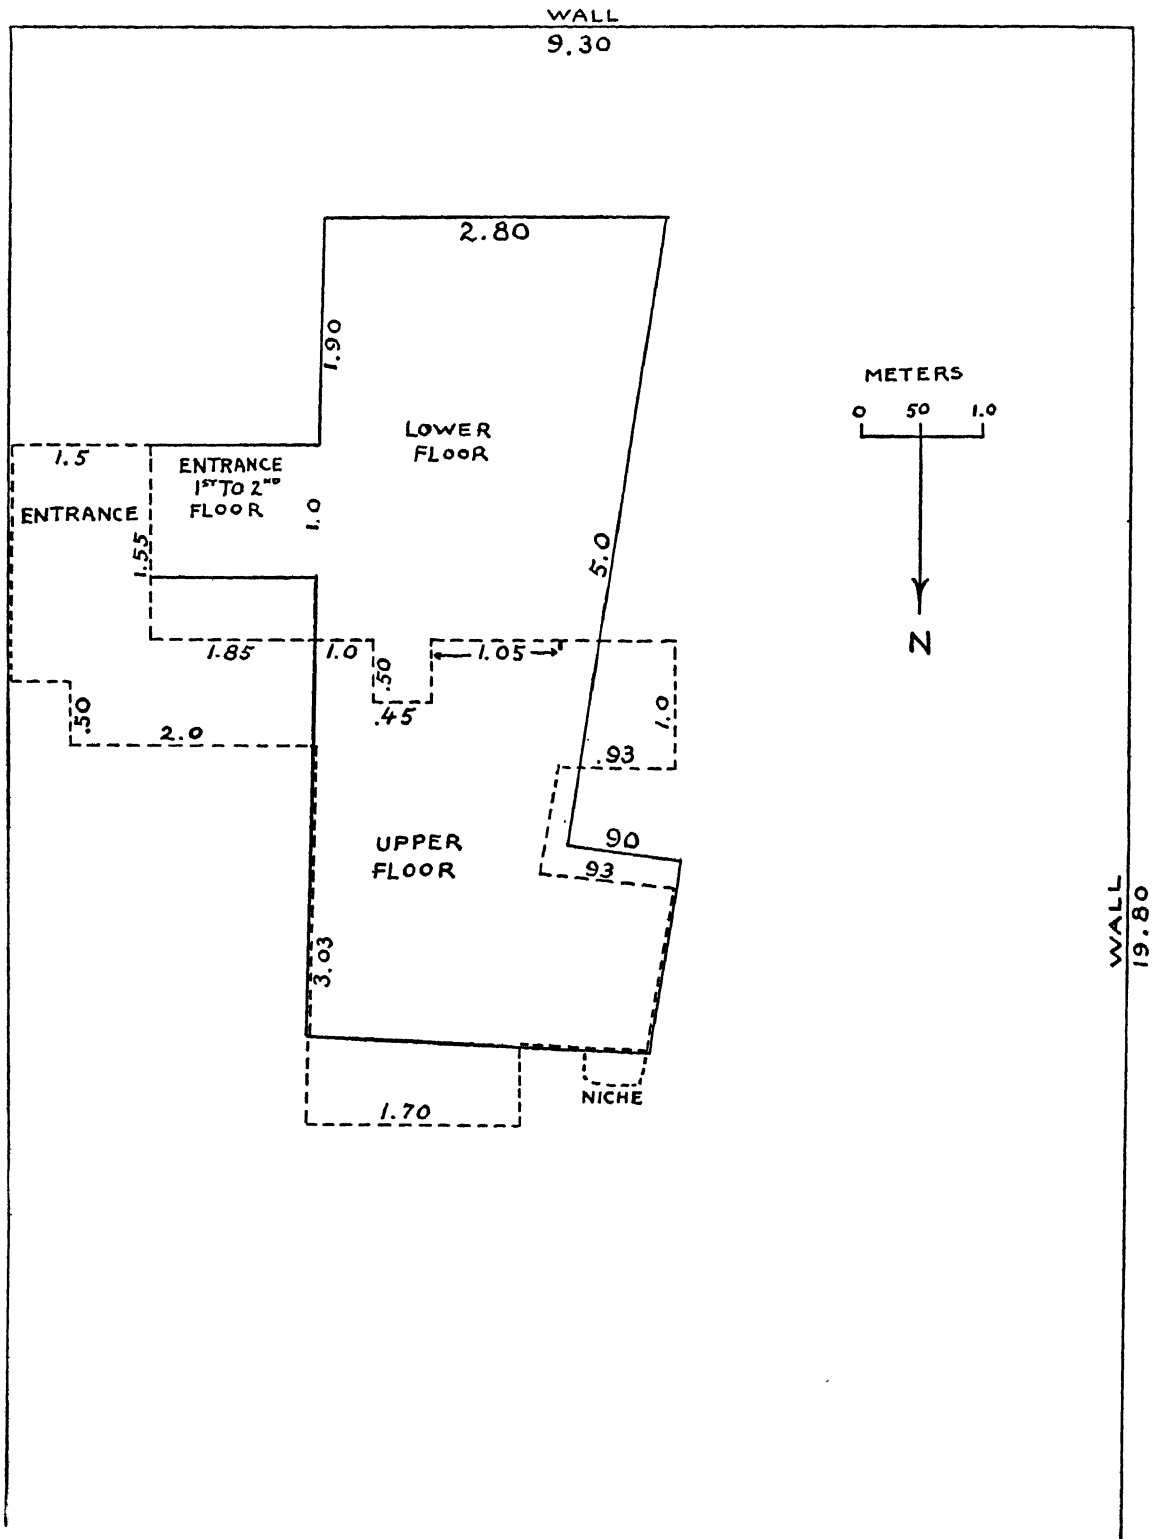 WALL
9.30
2.80
1.90
METERS
0 50 1.0
LOWER
FLOOR
1.5
ENTRANCE
1ST TO 2ND
FLOOR
ENTRANCE
1.0
1.55
5.0
N
1.85
1.0
.50
1.05
.45
1.0
.50
2.0
.93
UPPER
FLOOR
90
93
WALL
19.80
3.03
NICHE
1.70